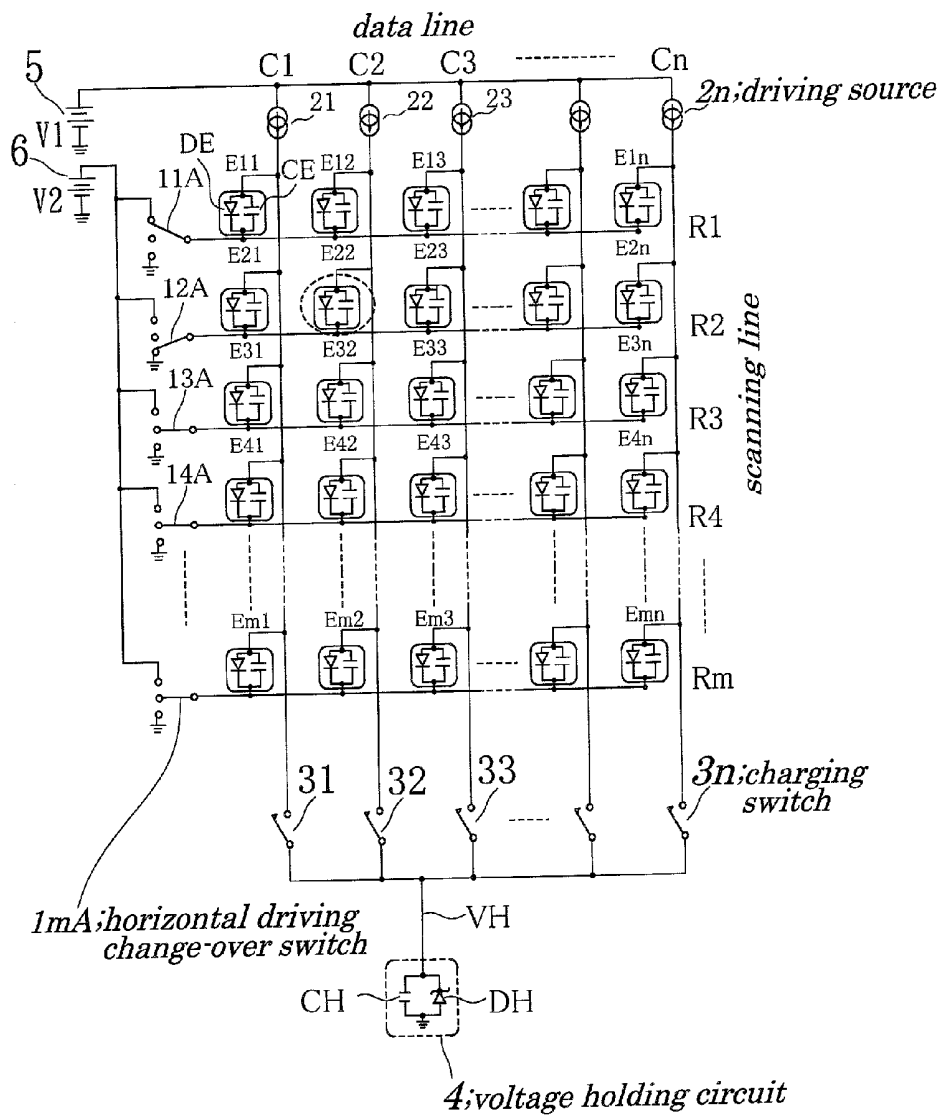 data line
C1 C2 C3 Cn
5
V1
21 22 23 2n;driving source
6
V2
DE
CE
11A
E11 E12 E13 E1n
R1
E21 E22 E23 E2n
12A
R2
E31 E32 E33 E3n
13A
R3
E41 E42 E43 E4n
14A
R4
scanning line
Em1 Em2 Em3 Emn
Rm
31 32 33 3n;charging
switch
1mA;horizontal driving
change-over switch
VH
CH DH
4;voltage holding circuit